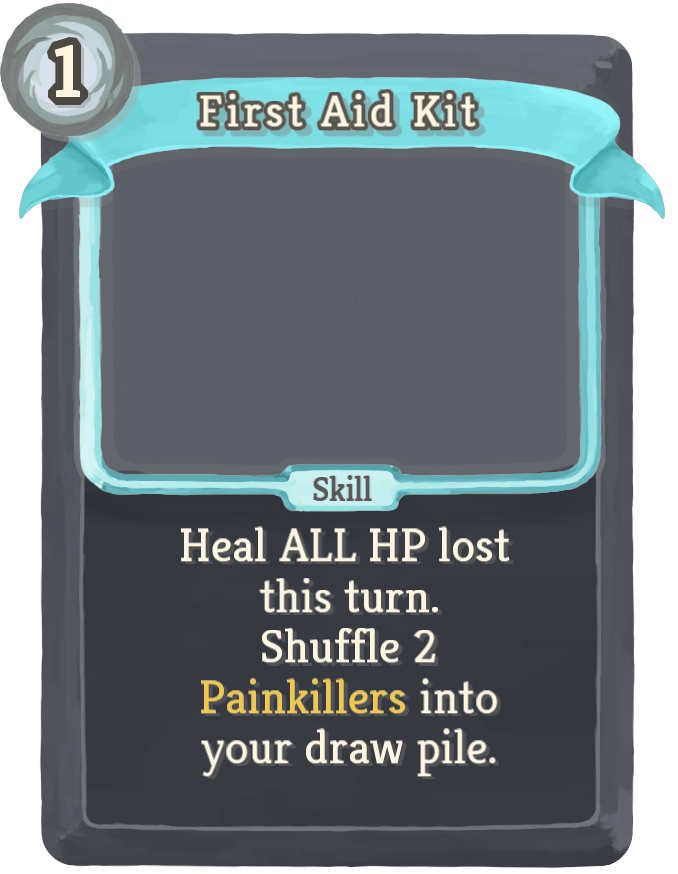 1
First Aid Kit
Skill
Heal ALL HP lost
this turn.
Shuffle 2
Painkillers into
your draw pile.